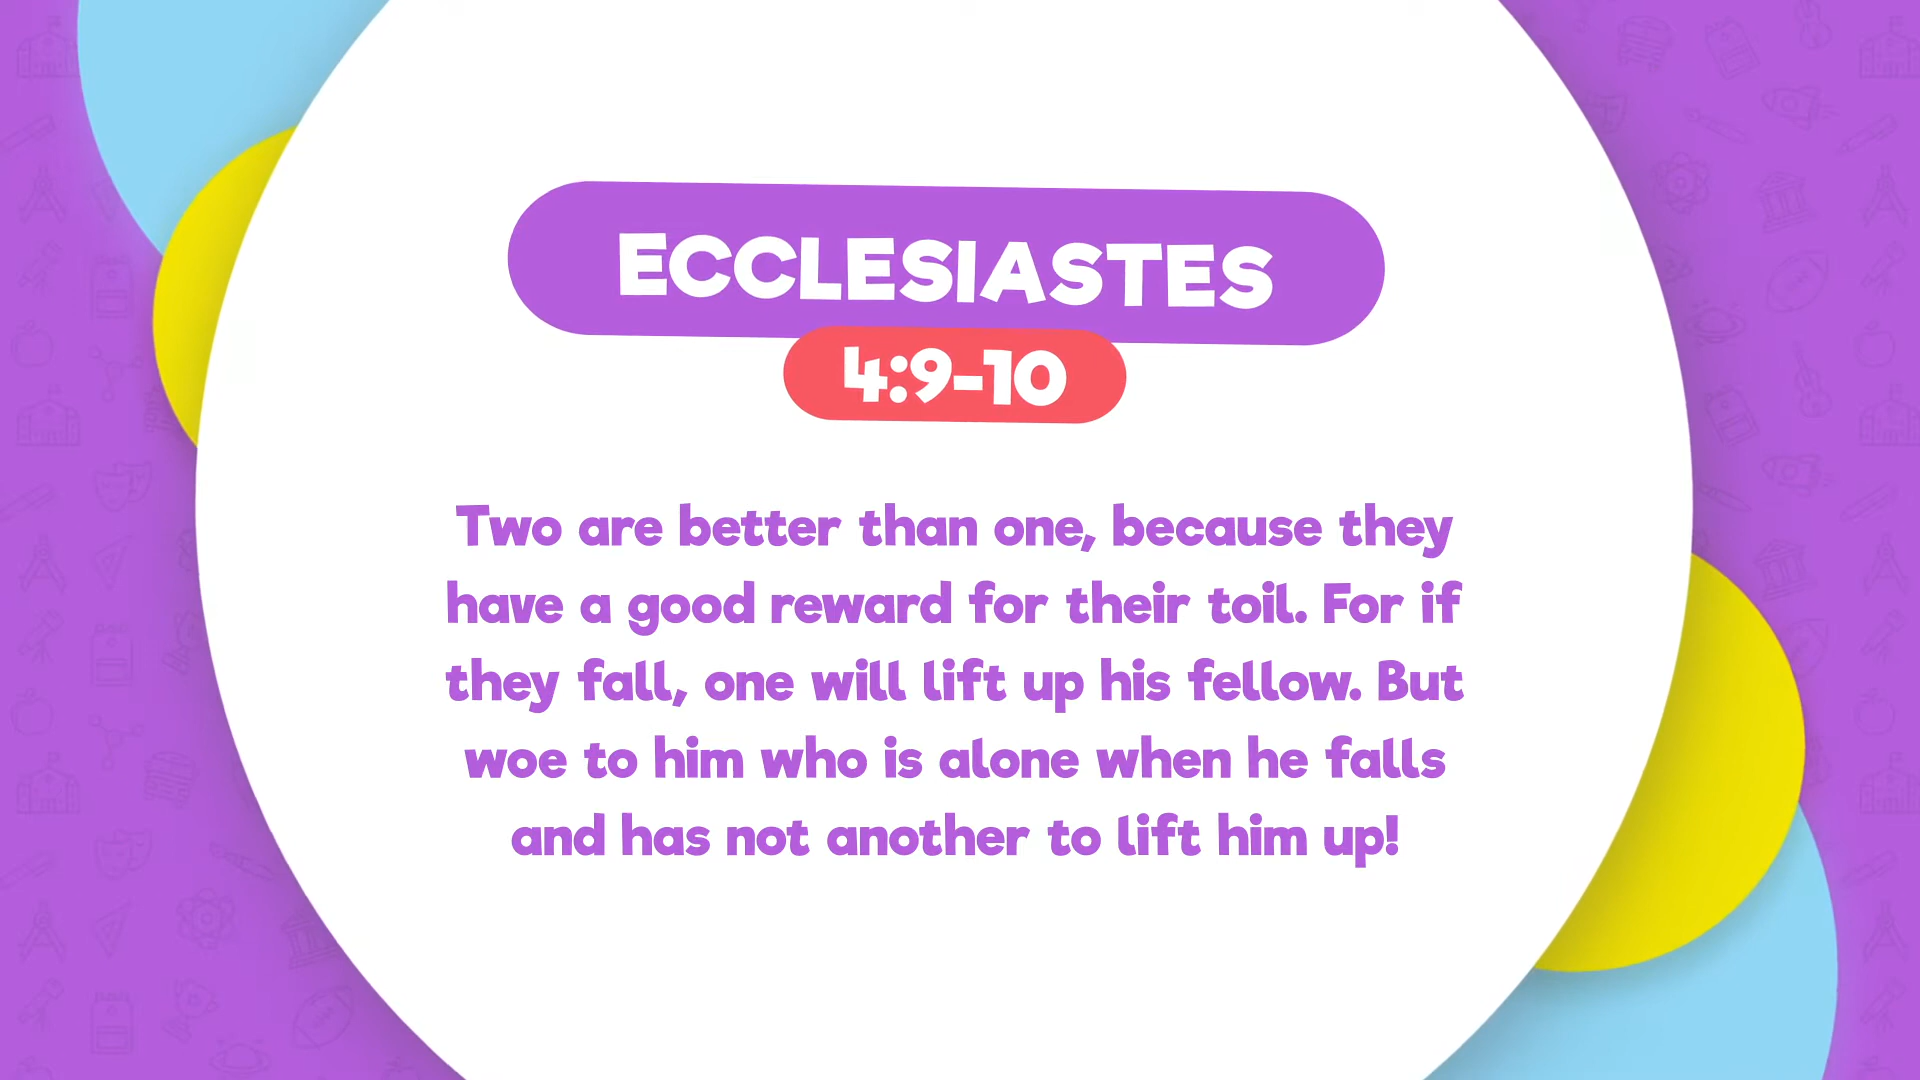 ECCLESIASTES
4:9-10
Two are better than one, because they
have a good reward for their toil. For if
they fall, one will lift up his fellow. But
woe to him who is alone when he falls
and has not another to lift him up!